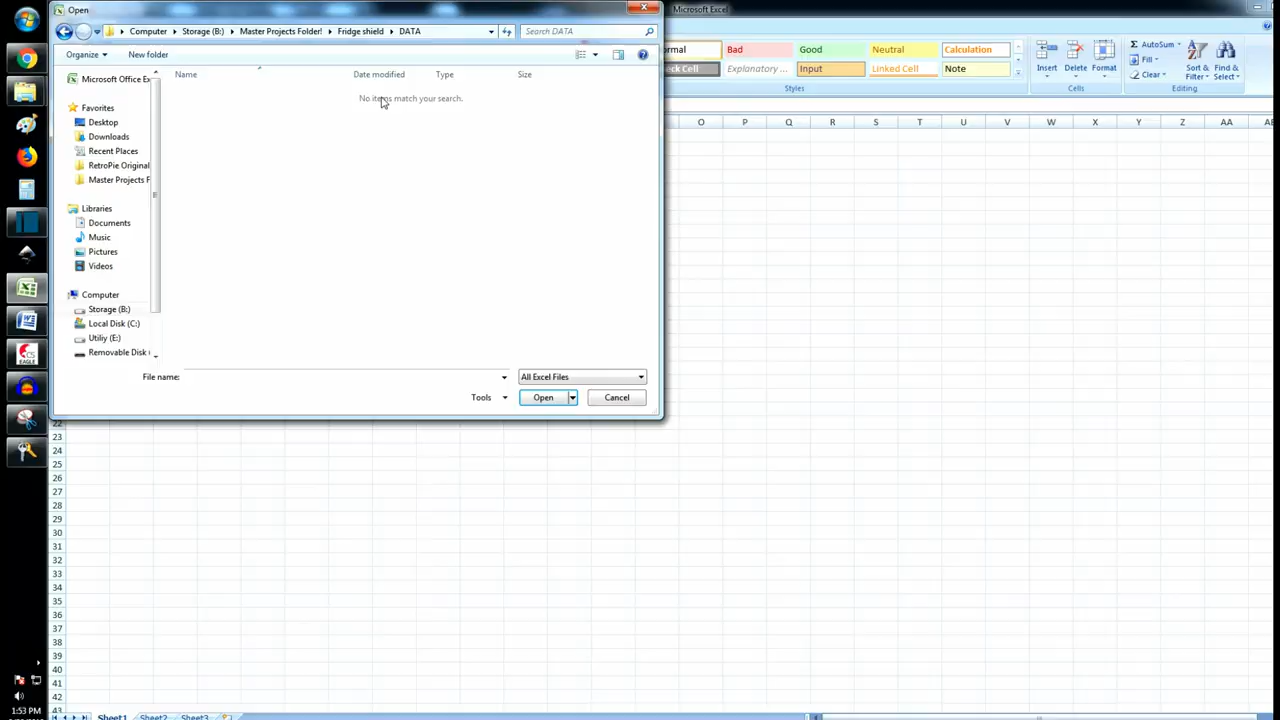 Open
Microsoft Excel
Computer Storage (B:) Master Projects Folder! Fridge shield DATA
Search DATA
Organize
New folder
Name
Date modified
Type
Size
No items match your search.
Microsoft Office Ex
Favorites
Desktop
Downloads
Recent Places
RetroPie Original
Master Projects F
Libraries
Documents
Music
Pictures
Videos
Computer
Storage (B:)
Local Disk (C:)
Utiliy (E:)
Removable Disk
File name:
All Excel Files
Tools
Open
Cancel
Bad
Good
Neutral
Calculation
Explanatory ...
Input
Linked Cell
Note
Styles
Insert
Delete
Format
Cells
Σ AutoSum
Fill
Clear
Sort & Filter
Find & Select
Editing
O P Q R S T U V W X Y Z AA
22
23
24
25
26
27
28
29
30
31
32
33
34
35
36
37
38
39
40
41
42
43
Sheet1 Sheet2 Sheet3
1:53 PM